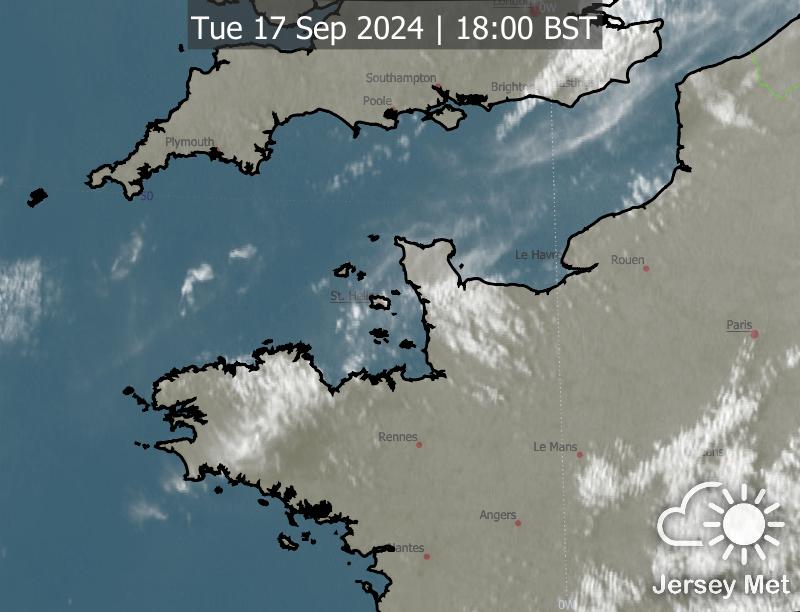 London
0W
Tue 17 Sep 2024 | 18:00 BST
Southampton
Poole
Plymouth
50
Le Havre
Rouen
St. Helier
Paris
Rennes
Le Mans
Angers
Nantes
0W
Jersey Met